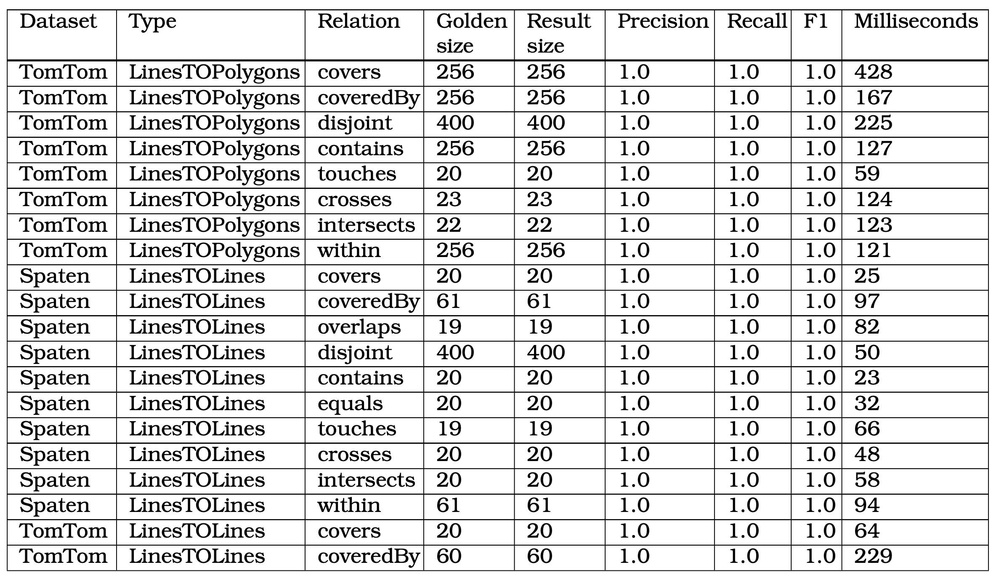 Dataset Type Relation Golden size Result size Precision Recall F1 Milliseconds
TomTom LinesTOPolygons covers 256 256 1.0 1.0 1.0 428
TomTom LinesTOPolygons coveredBy 256 256 1.0 1.0 1.0 167
TomTom LinesTOPolygons disjoint 400 400 1.0 1.0 1.0 225
TomTom LinesTOPolygons contains 256 256 1.0 1.0 1.0 127
TomTom LinesTOPolygons touches 20 20 1.0 1.0 1.0 59
TomTom LinesTOPolygons crosses 23 23 1.0 1.0 1.0 124
TomTom LinesTOPolygons intersects 22 22 1.0 1.0 1.0 123
TomTom LinesTOPolygons within 256 256 1.0 1.0 1.0 121
Spaten LinesTOLines covers 20 20 1.0 1.0 1.0 25
Spaten LinesTOLines coveredBy 61 61 1.0 1.0 1.0 97
Spaten LinesTOLines overlaps 19 19 1.0 1.0 1.0 82
Spaten LinesTOLines disjoint 400 400 1.0 1.0 1.0 50
Spaten LinesTOLines contains 20 20 1.0 1.0 1.0 23
Spaten LinesTOLines equals 20 20 1.0 1.0 1.0 32
Spaten LinesTOLines touches 19 19 1.0 1.0 1.0 66
Spaten LinesTOLines crosses 20 20 1.0 1.0 1.0 48
Spaten LinesTOLines intersects 20 20 1.0 1.0 1.0 58
Spaten LinesTOLines within 61 61 1.0 1.0 1.0 94
TomTom LinesTOLines covers 20 20 1.0 1.0 1.0 64
TomTom LinesTOLines coveredBy 60 60 1.0 1.0 1.0 229